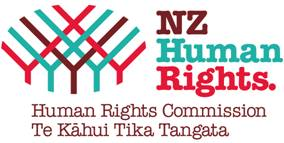 NZ
Human
Rights.
Human Rights Commission
Te Kāhui Tika Tangata